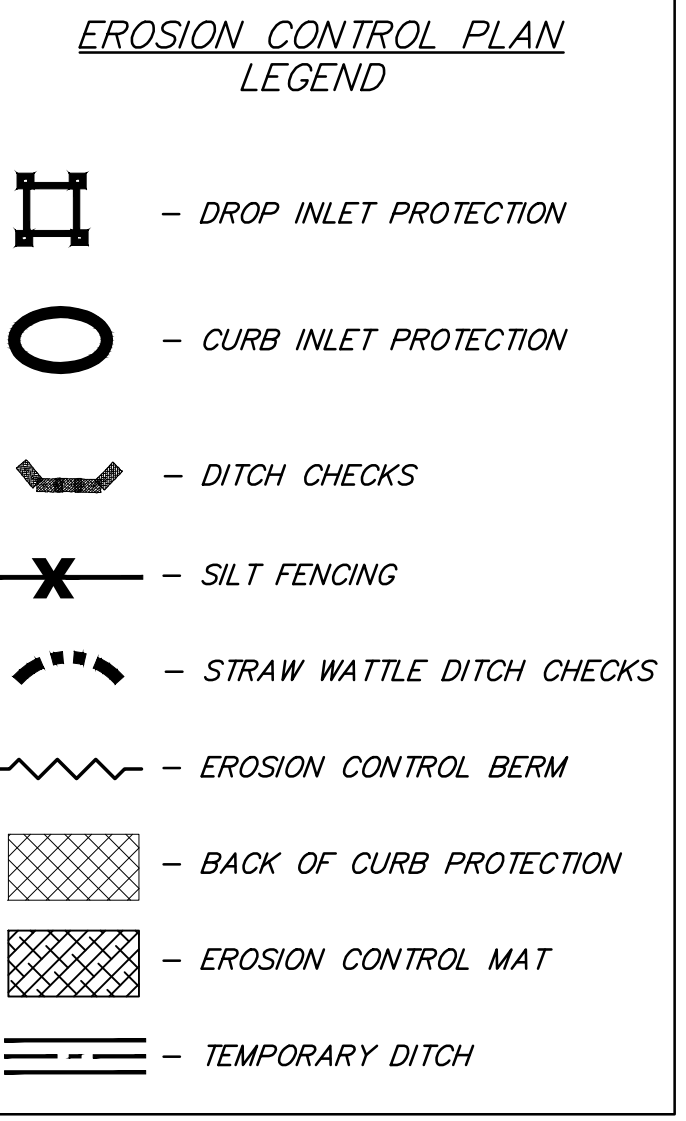 EROSION CONTROL PLAN
LEGEND
- DROP INLET PROTECTION
- CURB INLET PROTECTION
- DITCH CHECKS
X - SILT FENCING
- STRAW WATTLE DITCH CHECKS
- EROSION CONTROL BERM
- BACK OF CURB PROTECTION
- EROSION CONTROL MAT
- TEMPORARY DITCH